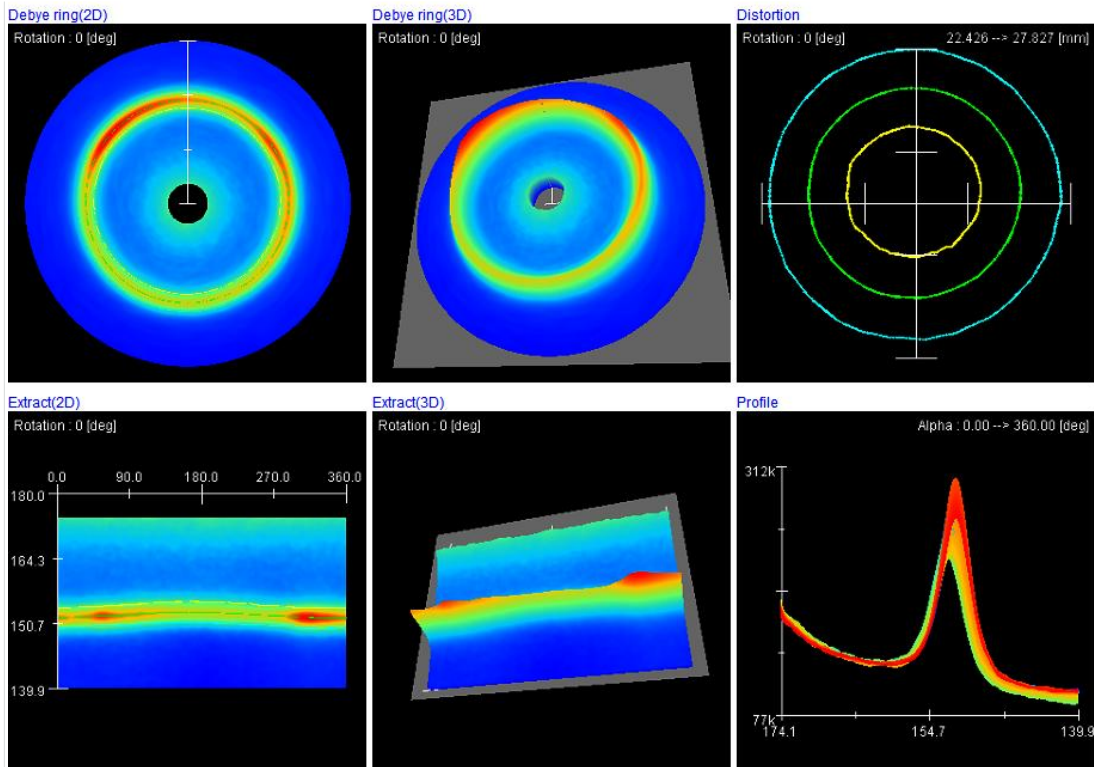 Debye ring(2D)
Rotation : 0 [deg]
Debye ring(3D)
Rotation : 0 [deg]
Distortion
Rotation : 0 [deg]
22.426 --> 27.827 [mm]
Extract(2D)
Rotation : 0 [deg]
0.0 90.0 180.0 270.0 360.0
180.0
164.3
150.7
139.9
Extract(3D)
Rotation : 0 [deg]
Profile
Alpha : 0.00 --> 360.00 [deg]
312k
77k
174.1 154.7 139.9